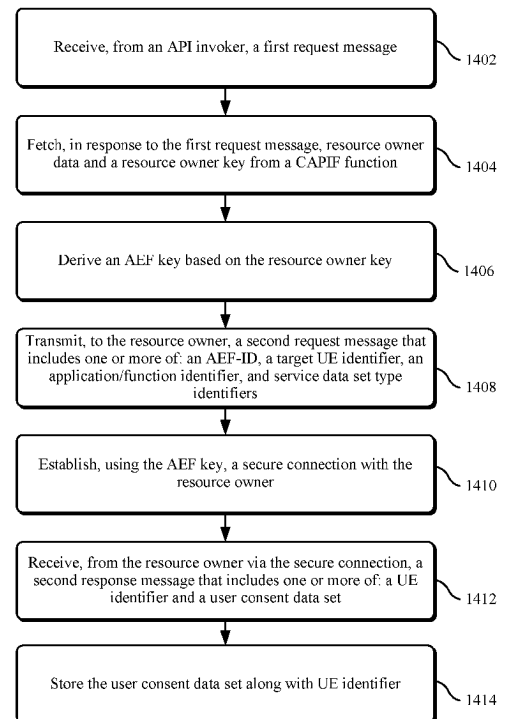 Receive, from an API invoker, a first request message
1402
Fetch, in response to the first request message, resource owner
data and a resource owner key from a CAPIF function
1404
Derive an AEF key based on the resource owner key
1406
Transmit, to the resource owner, a second request message that
includes one or more of: an AEF-ID, a target UE identifier, an
application/function identifier, and service data set type
identifiers
1408
Establish, using the AEF key, a secure connection with the
resource owner
1410
Receive, from the resource owner via the secure connection, a
second response message that includes one or more of: a UE
identifier and a user consent data set
1412
Store the user consent data set along with UE identifier
1414